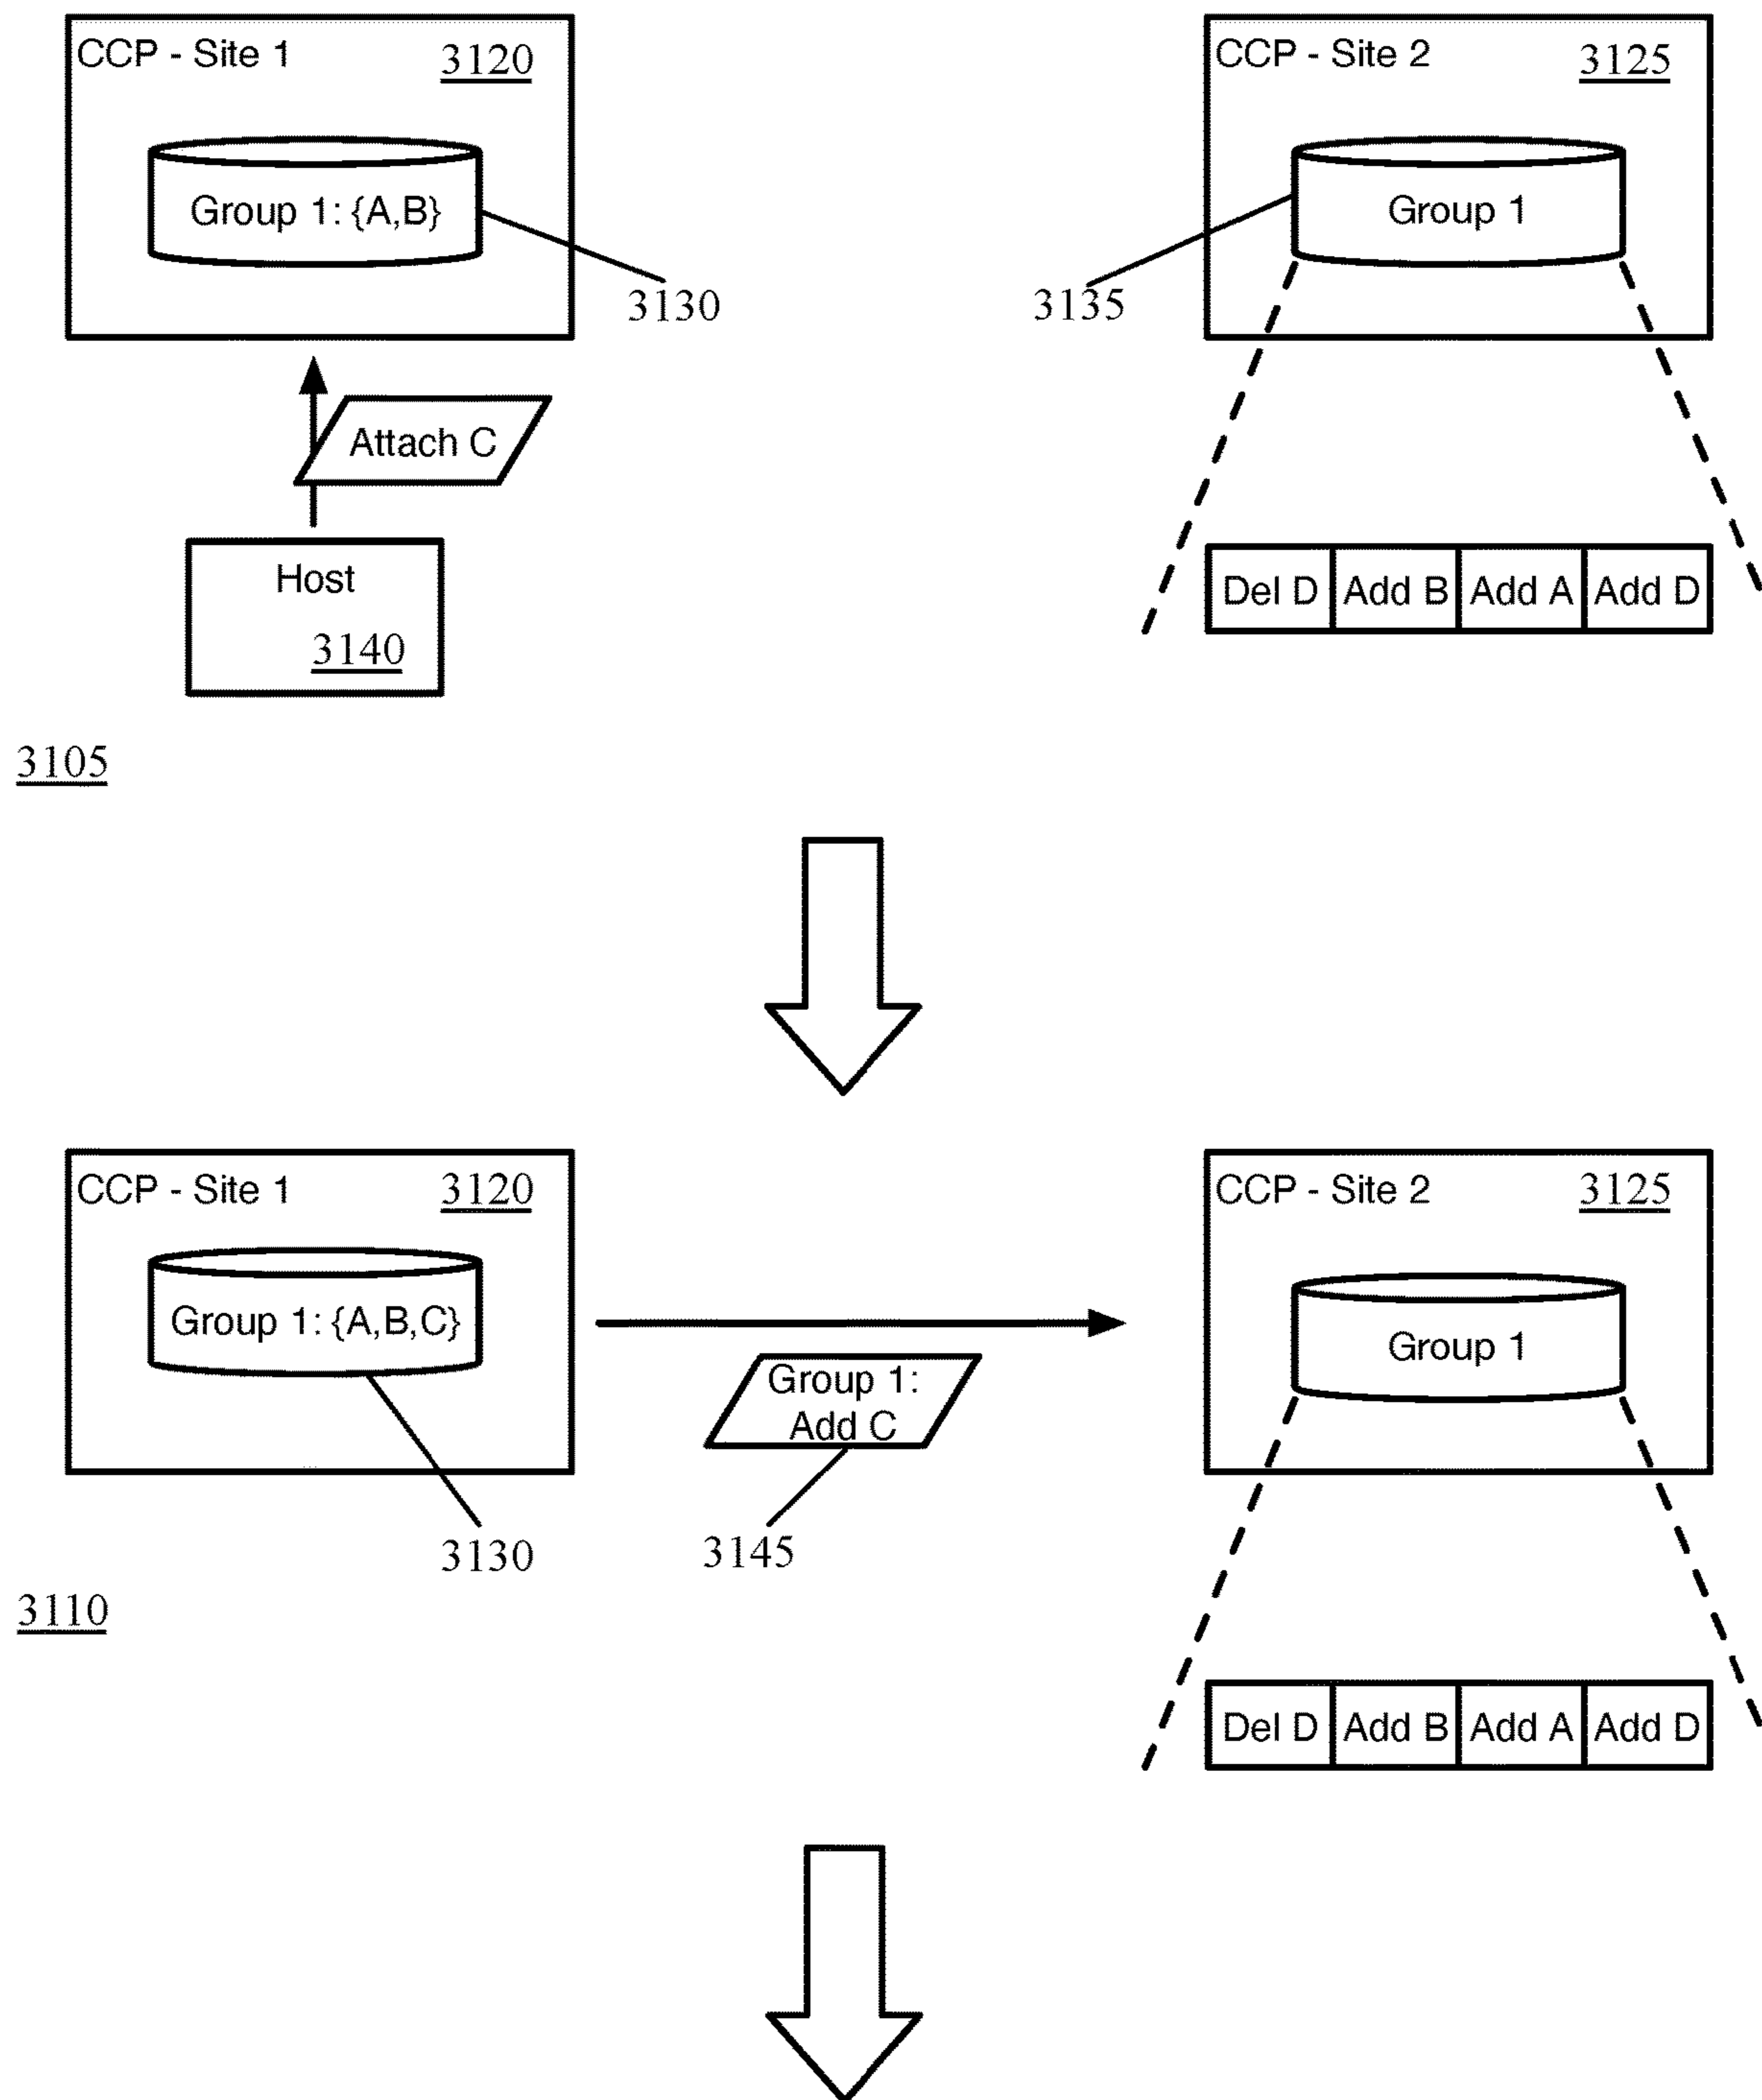 CCP - Site 1 3120
Group 1: {A,B}
3130
CCP - Site 2 3125
Group 1
3135
Attach C
Host
3140
Del D Add B Add A Add D
3105
CCP - Site 1 3120
Group 1: {A,B,C}
3130
Group 1:
Add C
3145
CCP - Site 2 3125
Group 1
3110
Del D Add B Add A Add D